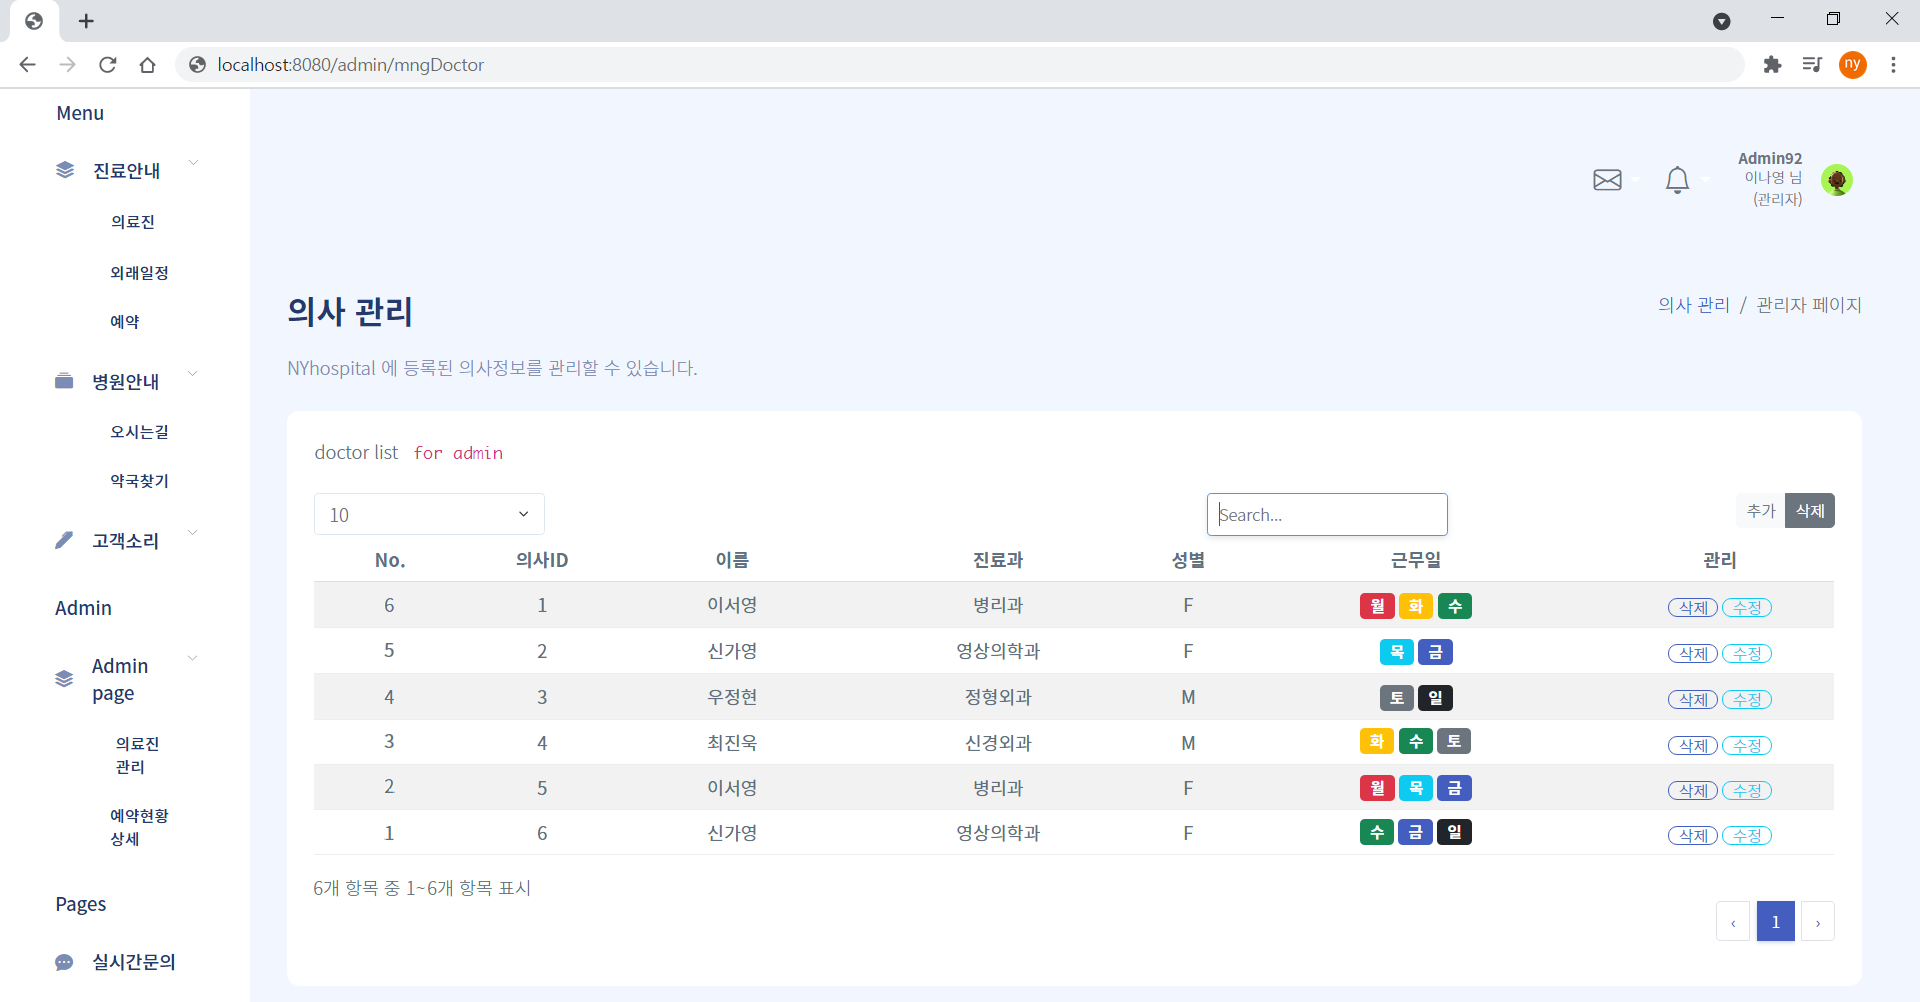 localhost:8080/admin/mngDoctor
ny
Menu
진료안내
의료진
외래일정
예약
병원안내
오시는길
약국찾기
고객소리
Admin
Admin
page
의료진
관리
예약현황
상세
Pages
실시간문의
Admin92
이나영 님
(관리자)
의사 관리
의사 관리 / 관리자 페이지
NYhospital 에 등록된 의사정보를 관리할 수 있습니다.
doctor list for admin
10
Search...
추가 삭제
No. 의사ID 이름 진료과 성별 근무일 관리
6 1 이서영 병리과 F 월 화 수 삭제 수정
5 2 신가영 영상의학과 F 목 금 삭제 수정
4 3 우정현 정형외과 M 토 일 삭제 수정
3 4 최진욱 신경외과 M 화 수 토 삭제 수정
2 5 이서영 병리과 F 월 목 금 삭제 수정
1 6 신가영 영상의학과 F 수 금 일 삭제 수정
6개 항목 중 1~6개 항목 표시
‹ 1 ›